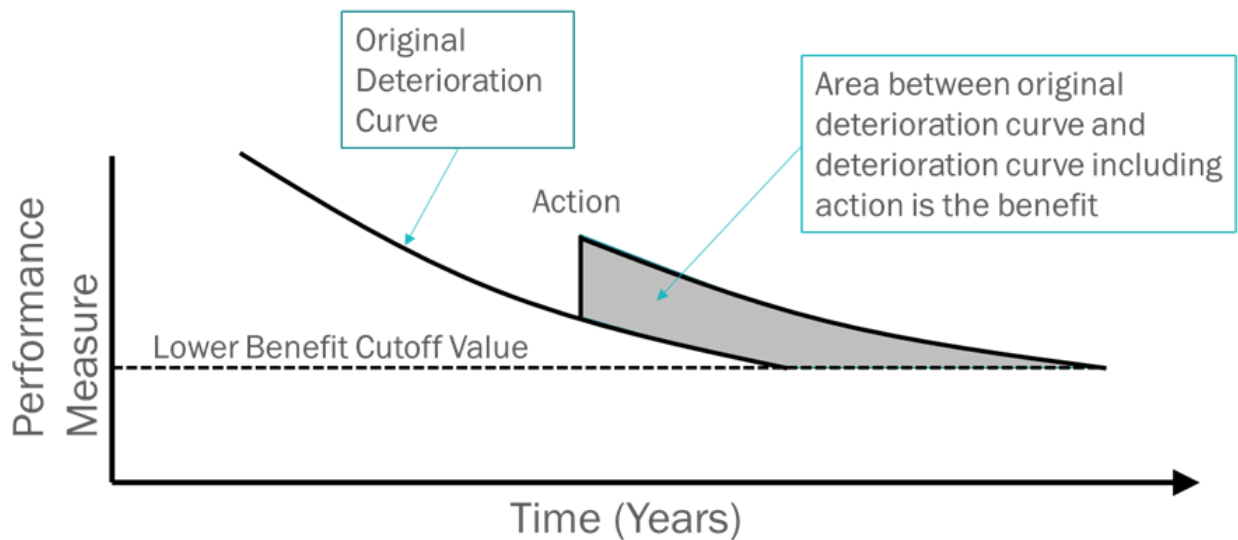 Original
Deterioration
Curve
Area between original
deterioration curve and
deterioration curve including
action is the benefit
Action
Performance
Measure
Lower Benefit Cutoff Value
Time (Years)